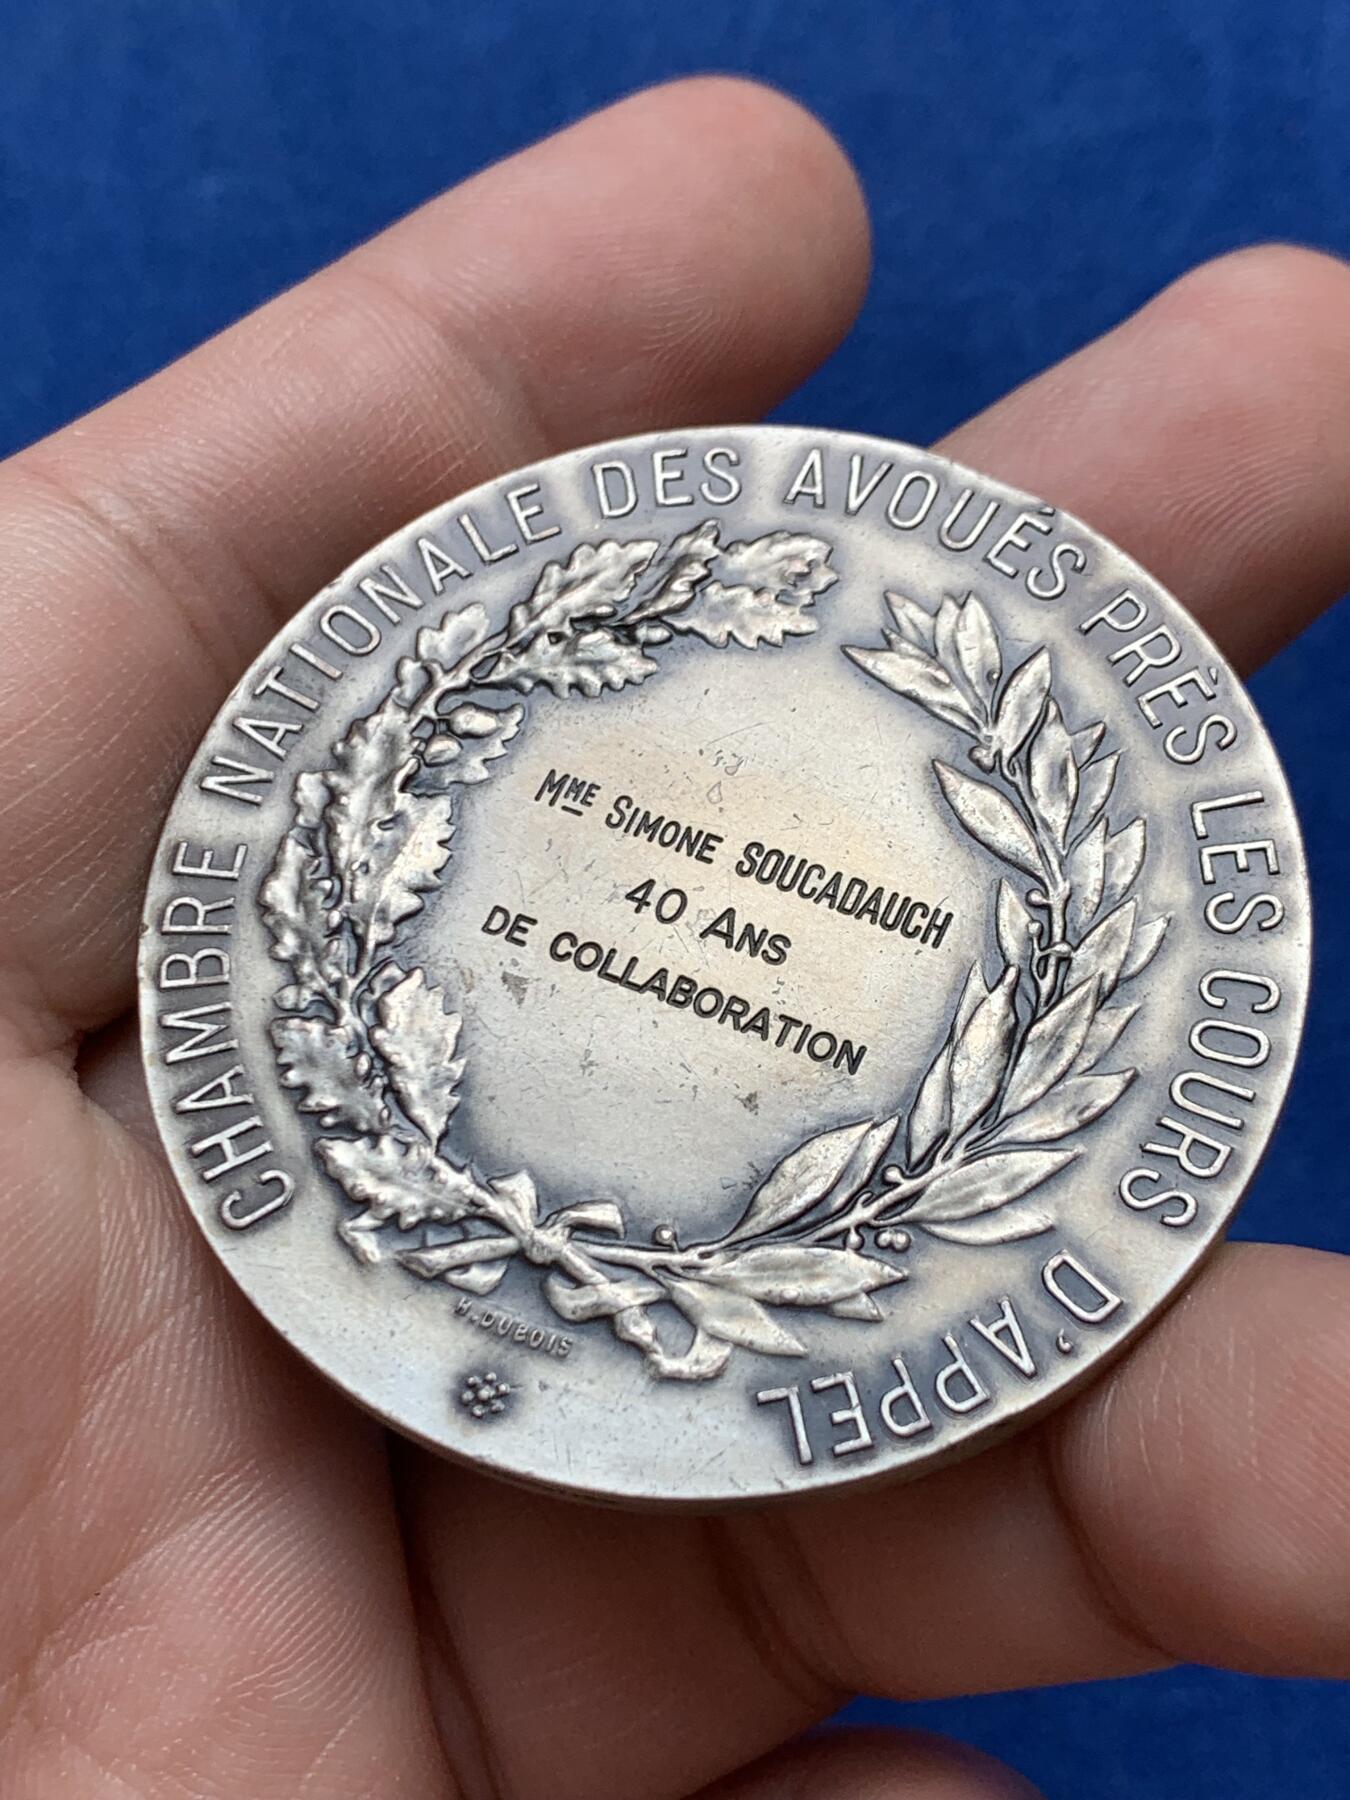 CHAMBRE NATIONALE DES AVOUÉS PRÈS LES COURS D'APPEL
MME SIMONE SOUCADAUCH
40 ANS
DE COLLABORATION
H.DUBOIS